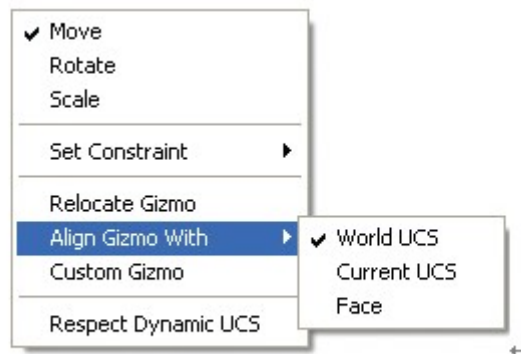 Move
Rotate
Scale
Set Constraint
Relocate Gizmo
Align Gizmo With
Custom Gizmo
Respect Dynamic UCS
World UCS
Current UCS
Face